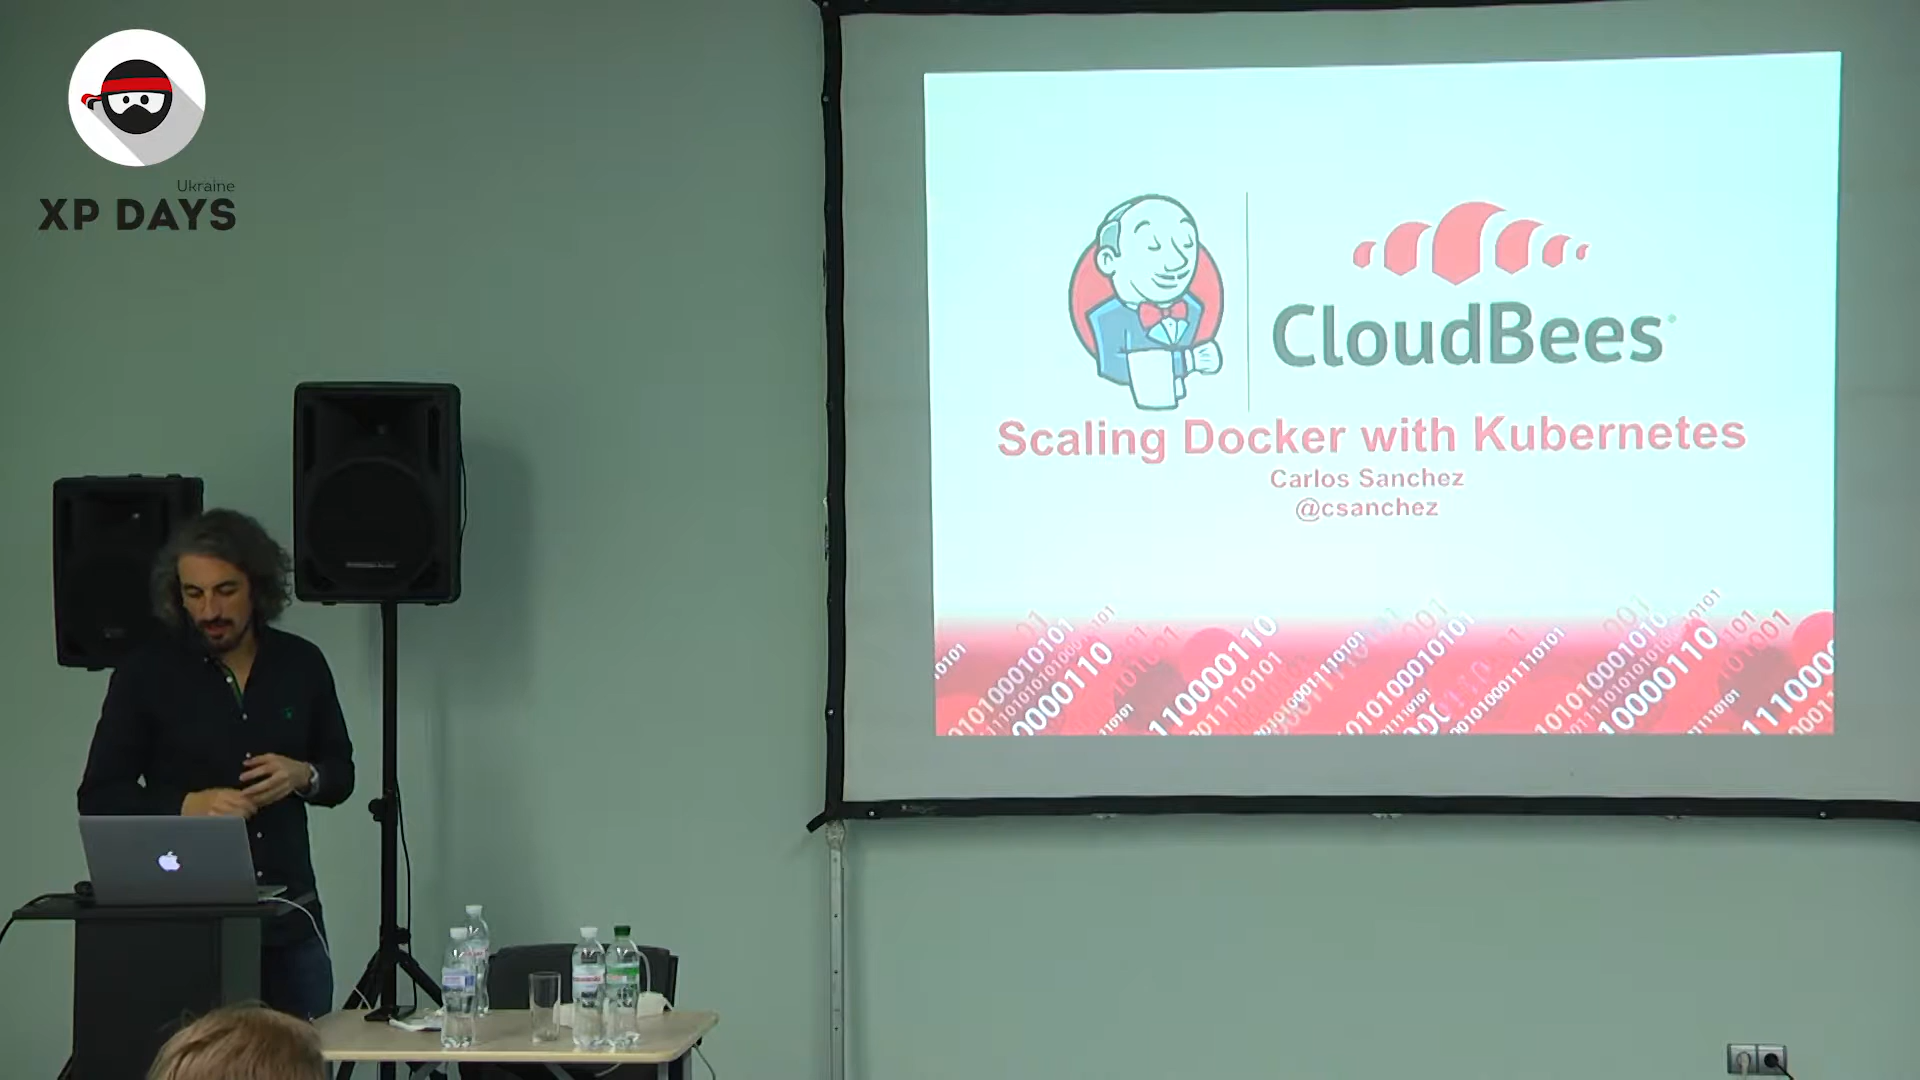 Ukraine
XP DAYS
CloudBees
Scaling Docker with Kubernetes
Carlos Sanchez
@csanchez